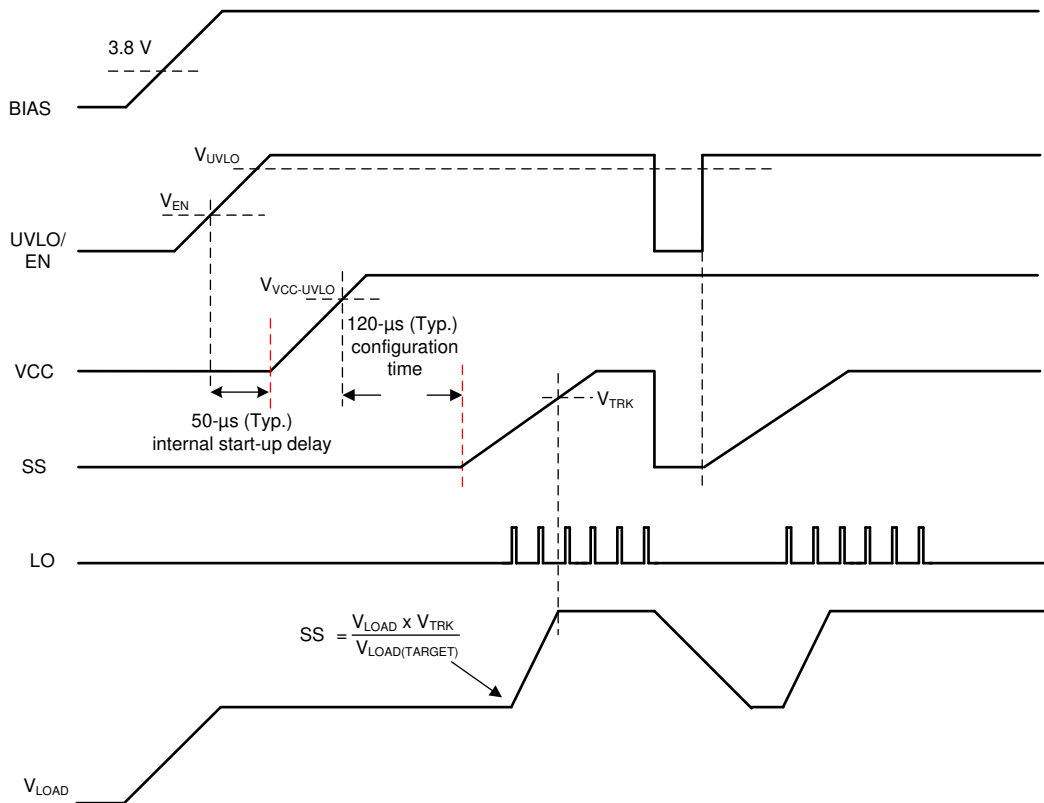 3.8 V
BIAS
VUVLO
VEN
UVLO/
EN
VVCC-UVLO
120-µs (Typ.)
configuration
time
VCC
VTRK
50-µs (Typ.)
internal start-up delay
SS
LO
SS = VLOAD x VTRK
VLOAD(TARGET)
VLOAD